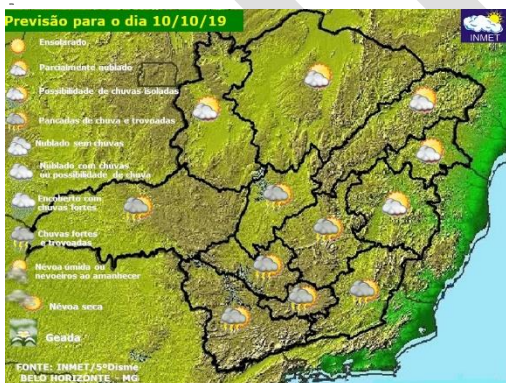 Previsão para o dia 10/10/19
INMET
Ensolarado
Parcialmente nublado
Possibilidade de chuvas isoladas
Pancadas de chuva e trovoadas
Nublado sem chuvas
Nublado com chuvas
ou possibilidade de chuva
Encoberto com
chuvas fortes
Chuvas fortes
e trovoadas
Névoa úmida ou
nevoeiros ao amanhecer
Névoa seca
Geada
FONTE: INMET/5ºDisme
BELO HORIZONTE - MG